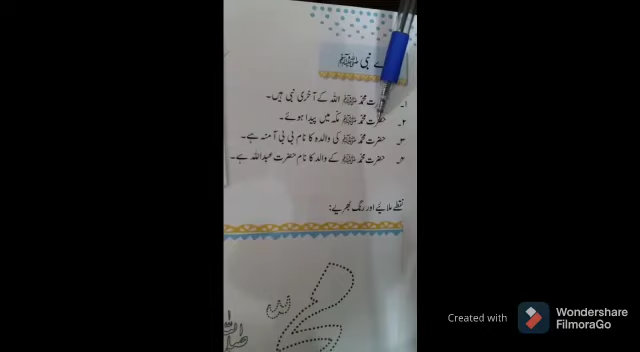 نبی ﷺ
۱۔ حضرت محمدؐ ﷺ اللہ کے آخری نبی ہیں۔
۲۔ حضرت محمدؐ ﷺ مکہ میں پیدا ہوئے۔
۳۔ حضرت محمدؐ ﷺ کی والدہ کا نام بی بی آمنہ ہے۔
۴۔ حضرت محمدؐ ﷺ کے والد کا نام حضرت عبداللہ ہے۔
نقطے ملائیے اور رنگ بھریے:
Created with
Wondershare
FilmoraGo